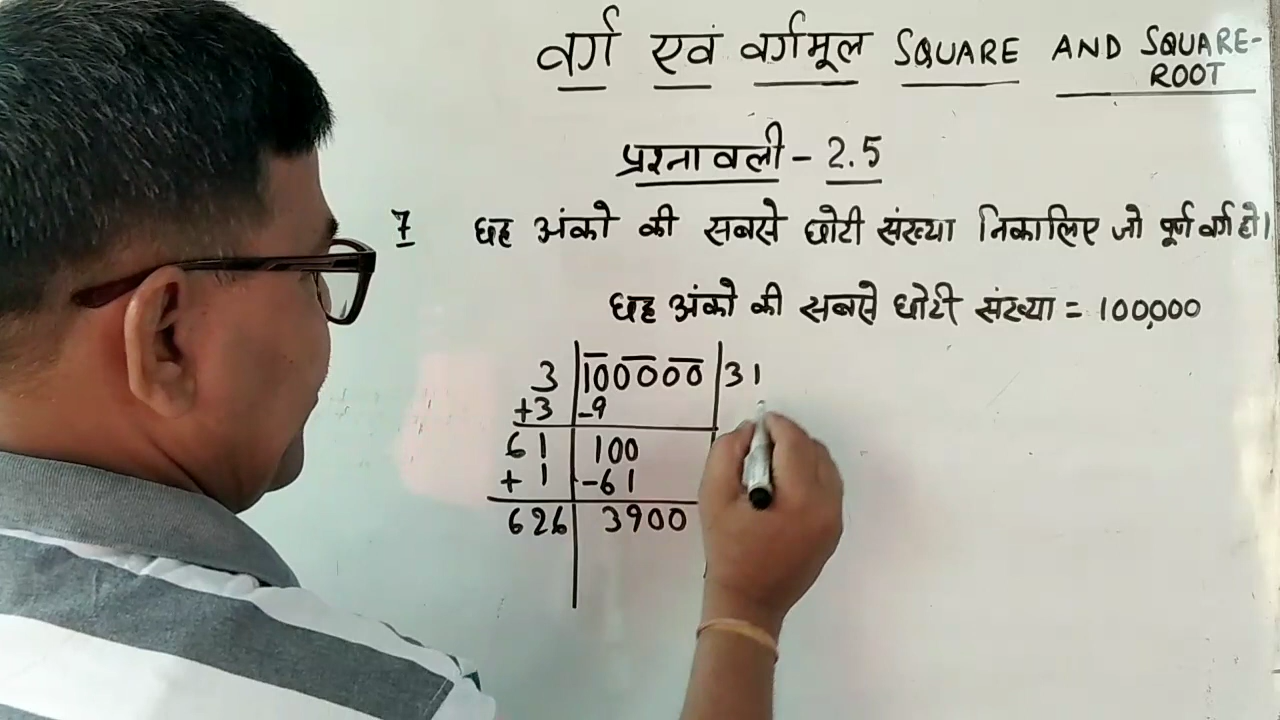 वर्ग एवं वर्गमूल SQUARE AND SQUARE-
ROOT
प्रश्नावली - 2.5
7 छह अंको की सबसे छोटी संख्या निकालिए जो पूर्ण वर्ग हो।
छह अंको की सबसे छोटी संख्या = 100,000
3 100000 31
+3 -9
61 100
+ 1 -61
626 3900